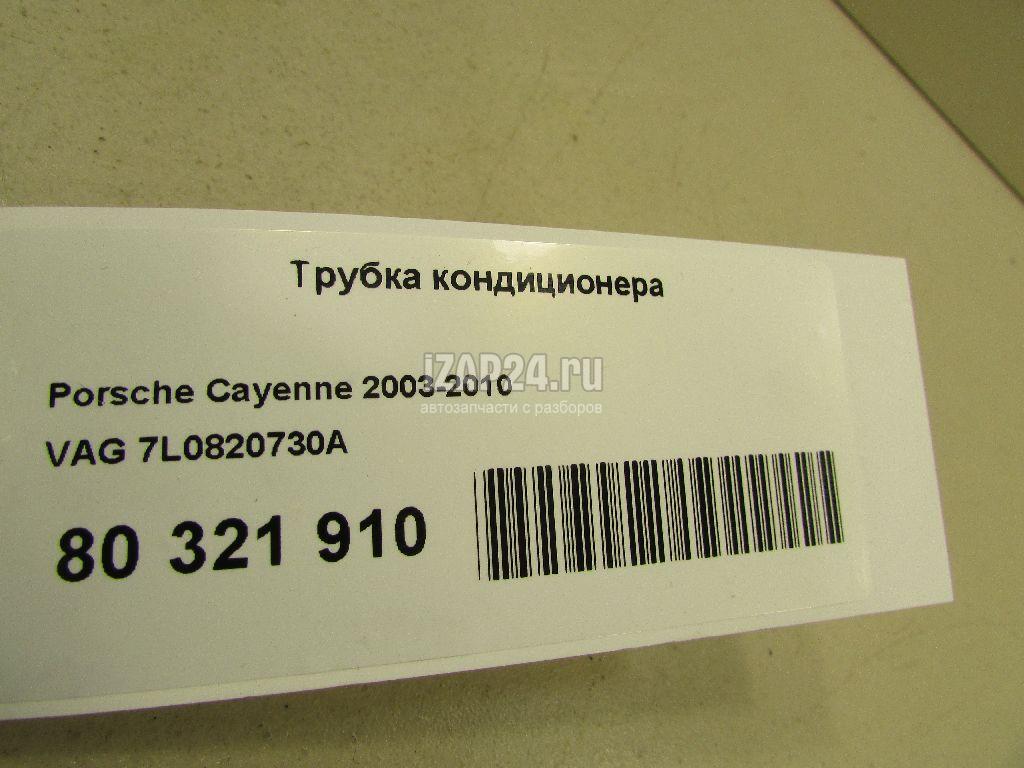 Трубка кондиционера
iZAP24.ru
Porsche Cayenne 2003-2010
автозапчасти с разборов
VAG 7L0820730A
80 321 910